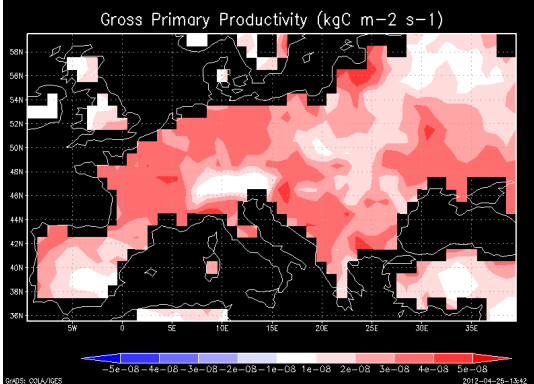 Gross Primary Productivity (kgC m-2 s-1)
58N
56N
54N
52N
50N
48N
46N
44N
42N
40N
38N
36N
5W 0 5E 10E 15E 20E 25E 30E 35E
-5e-08 -4e-08 -3e-08 -2e-08 -1e-08 1e-08 2e-08 3e-08 4e-08 5e-08
GrADS: COLA/IGES 2012-04-26-13:42